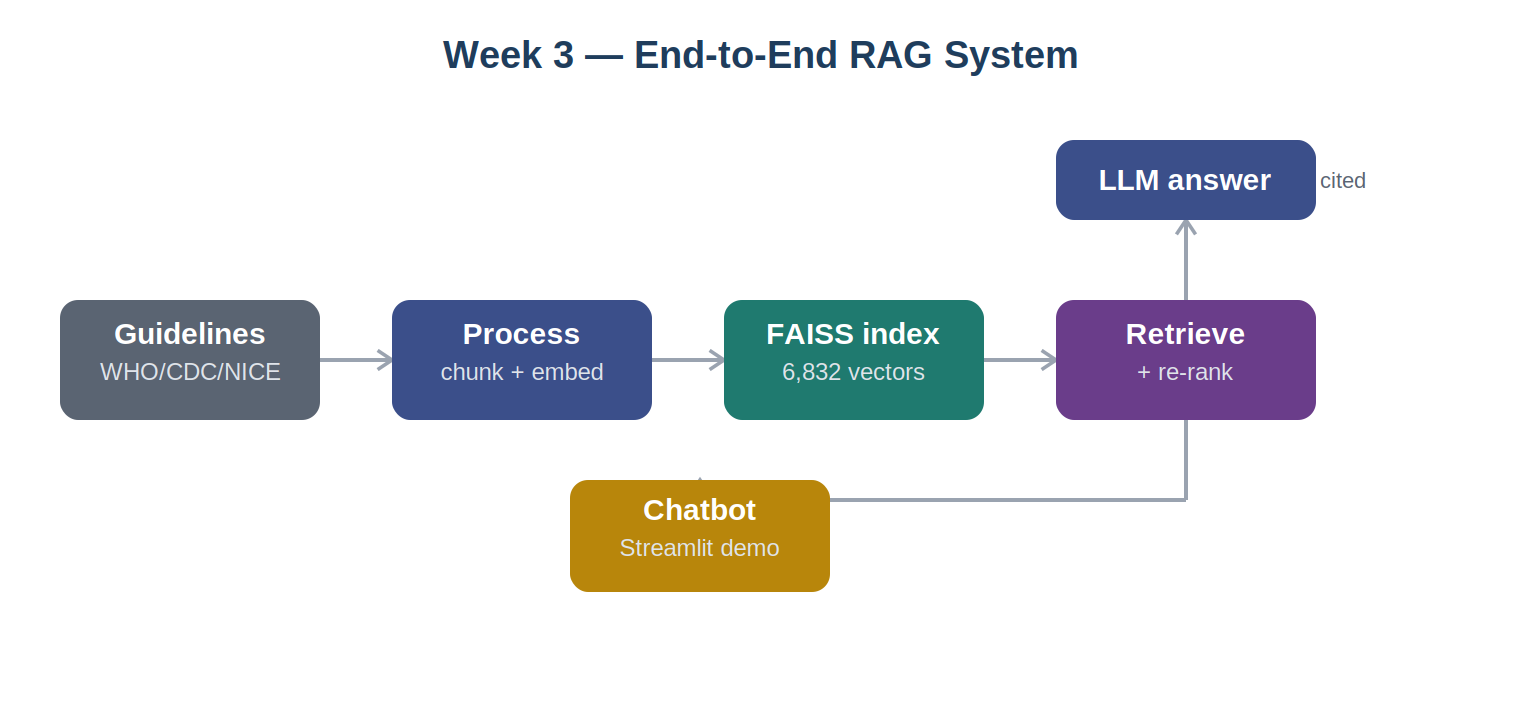 Week 3 — End-to-End RAG System
LLM answer
cited
Guidelines
WHO/CDC/NICE
Process
chunk + embed
FAISS index
6,832 vectors
Retrieve
+ re-rank
Chatbot
Streamlit demo